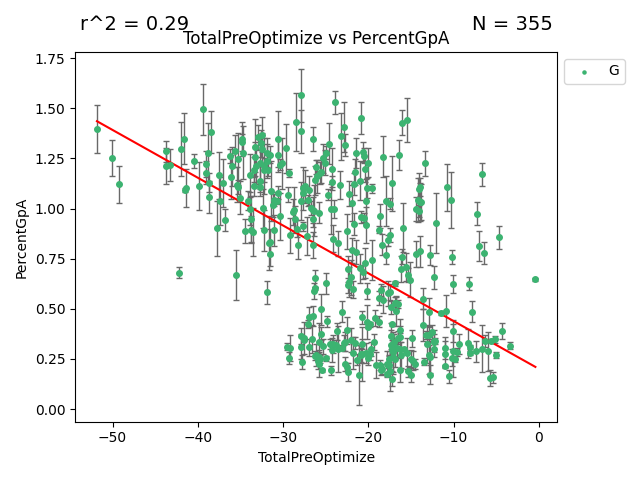 r^2 = 0.29 N = 355
TotalPreOptimize vs PercentGpA
1.75
1.50
1.25
1.00
0.75
0.50
0.25
0.00
PercentGpA
−50 −40 −30 −20 −10 0
TotalPreOptimize
G